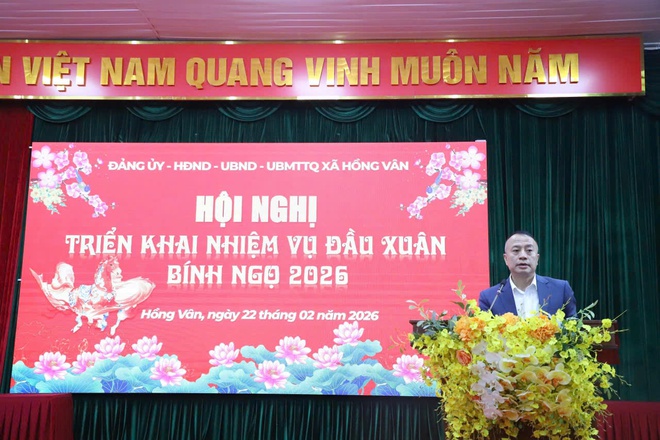 VIỆT NAM QUANG VINH MUÔN NĂM
ĐẢNG ỦY - HĐND - UBND - UBMTTQ XÃ HỒNG VÂN
HỘI NGHỊ
TRIỂN KHAI NHIỆM VỤ ĐẦU XUÂN
BÍNH NGỌ 2026
Hồng Vân, ngày 22 tháng 02 năm 2026